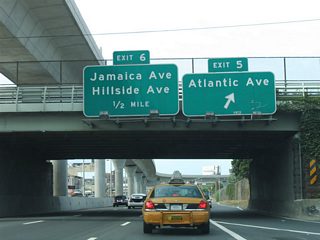 EXIT 6
Jamaica Ave
Hillside Ave
1/2 MILE
EXIT 5
Atlantic Ave